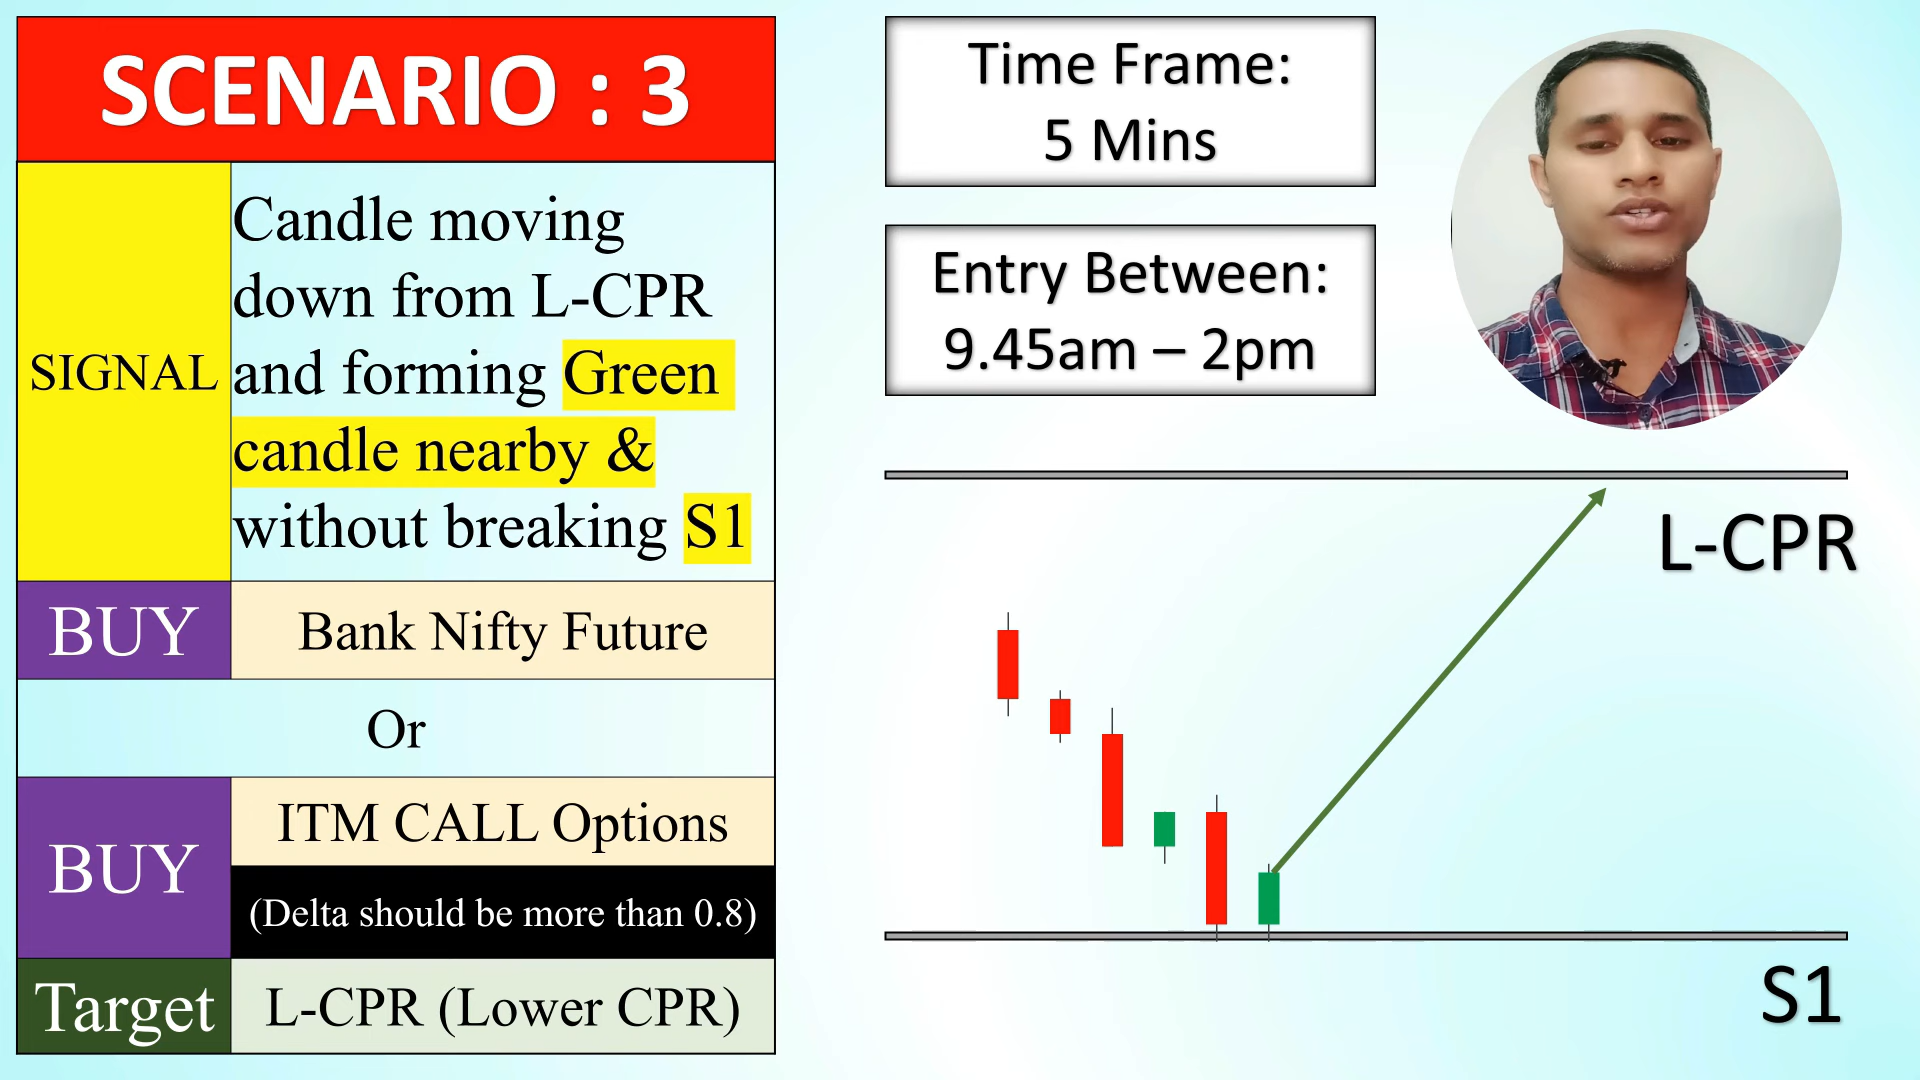 SCENARIO : 3
SIGNAL
Candle moving
down from L-CPR
and forming Green
candle nearby &
without breaking S1
BUY
Bank Nifty Future
Or
BUY
ITM CALL Options
(Delta should be more than 0.8)
Target
L-CPR (Lower CPR)
Time Frame:
5 Mins
Entry Between:
9.45am – 2pm
L-CPR
S1